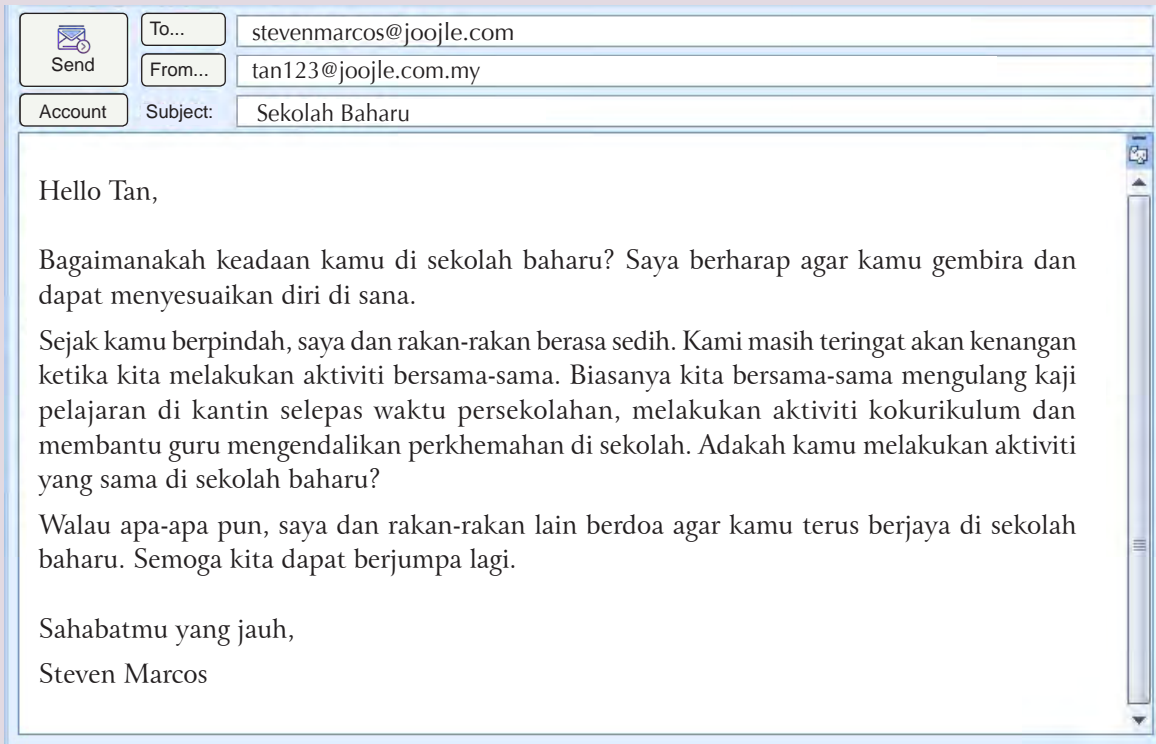 To...
stevenmarcos@joojle.com
Send
From...
tan123@joojle.com.my
Account
Subject:
Sekolah Baharu
Hello Tan,
Bagaimanakah keadaan kamu di sekolah baharu? Saya berharap agar kamu gembira dan
dapat menyesuaikan diri di sana.
Sejak kamu berpindah, saya dan rakan-rakan berasa sedih. Kami masih teringat akan kenangan
ketika kita melakukan aktiviti bersama-sama. Biasanya kita bersama-sama mengulang kaji
pelajaran di kantin selepas waktu persekolahan, melakukan aktiviti kokurikulum dan
membantu guru mengendalikan perkhemahan di sekolah. Adakah kamu melakukan aktiviti
yang sama di sekolah baharu?
Walau apa-apa pun, saya dan rakan-rakan lain berdoa agar kamu terus berjaya di sekolah
baharu. Semoga kita dapat berjumpa lagi.
Sahabatmu yang jauh,
Steven Marcos